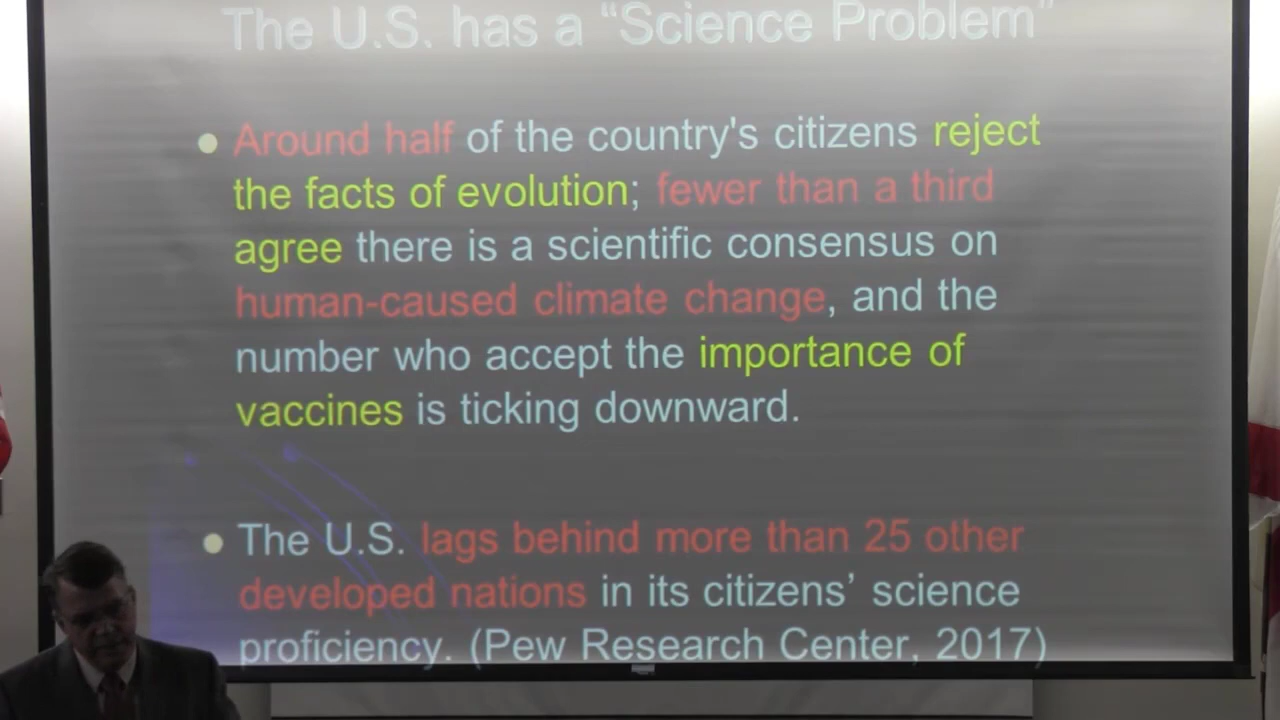 The U.S. has a “Science Problem”
Around half of the country's citizens reject
the facts of evolution; fewer than a third
agree there is a scientific consensus on
human-caused climate change, and the
number who accept the importance of
vaccines is ticking downward.
The U.S. lags behind more than 25 other
developed nations in its citizens’ science
proficiency. (Pew Research Center, 2017)